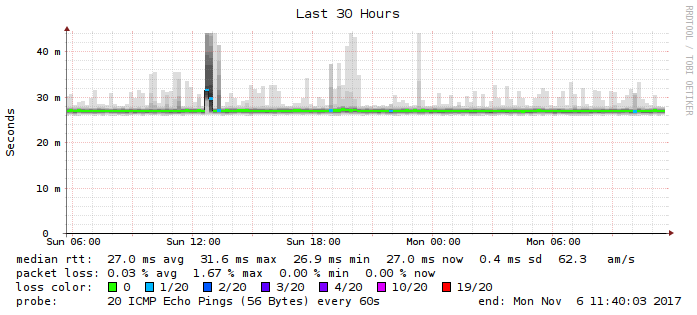 Last 30 Hours
RRDTOOL / TOBI OETIKER
Seconds
40 m
30 m
20 m
10 m
0
Sun 06:00 Sun 12:00 Sun 18:00 Mon 00:00 Mon 06:00
median rtt: 27.0 ms avg 31.6 ms max 26.9 ms min 27.0 ms now 0.4 ms sd 62.3 am/s
packet loss: 0.03 % avg 1.67 % max 0.00 % min 0.00 % now
loss color: 0 1/20 2/20 3/20 4/20 10/20 19/20
probe: 20 ICMP Echo Pings (56 Bytes) every 60s end: Mon Nov 6 11:40:03 2017